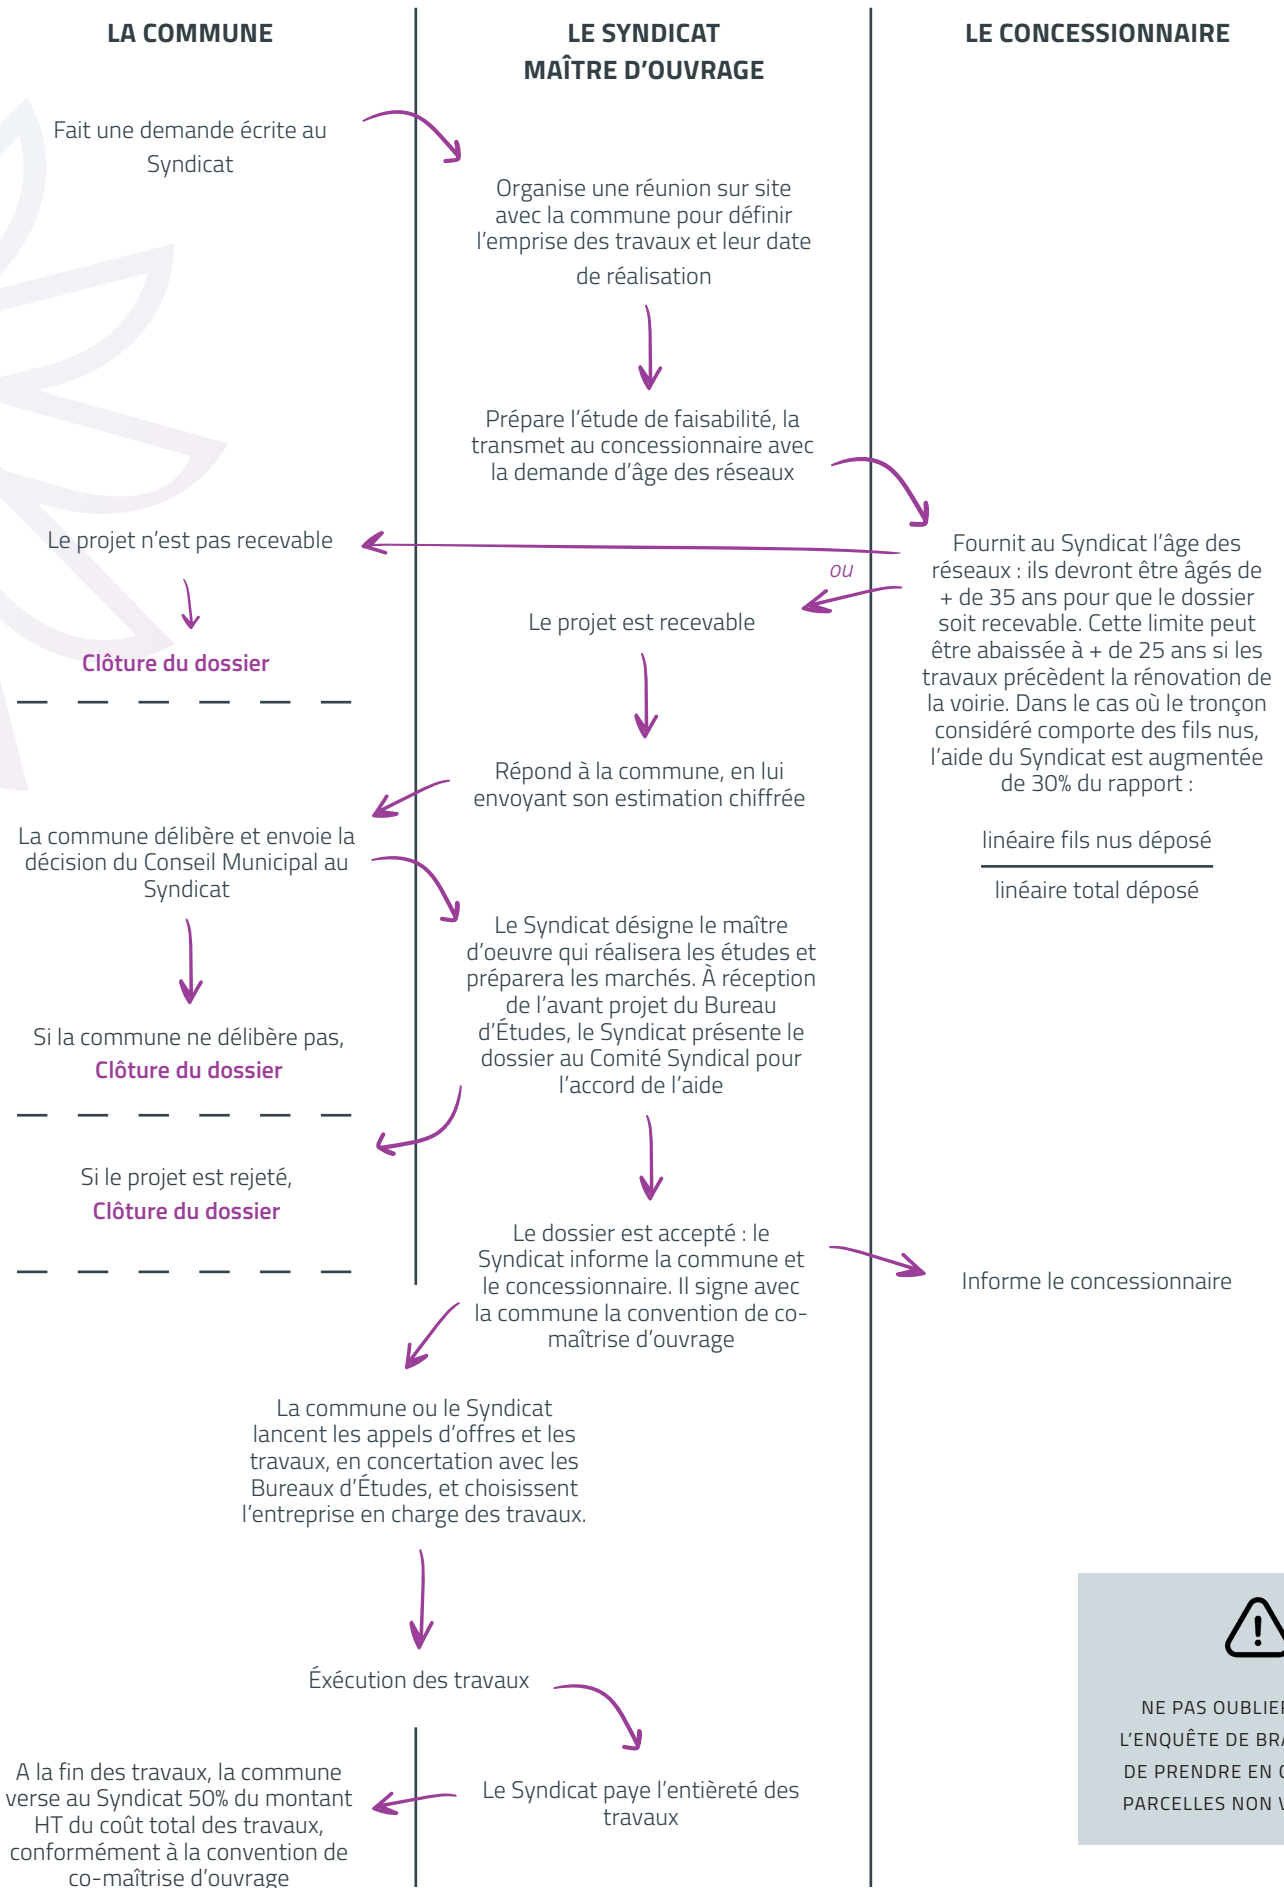 LA COMMUNE
LE SYNDICAT
MAÎTRE D'OUVRAGE
LE CONCESSIONNAIRE
Fait une demande écrite au
Syndicat
Organise une réunion sur site
avec la commune pour définir
l'emprise des travaux et leur date
de réalisation
Prépare l'étude de faisabilité, la
transmet au concessionnaire avec
la demande d'âge des réseaux
Fournit au Syndicat l'âge des
réseaux : ils devront être âgés de
+ de 35 ans pour que le dossier
soit recevable. Cette limite peut
être abaissée à + de 25 ans si les
travaux précèdent la rénovation de
la voirie. Dans le cas où le tronçon
considéré comporte des fils nus,
l'aide du Syndicat est augmentée
de 30% du rapport :
linéaire fils nus déposé
linéaire total déposé
Le projet n'est pas recevable
ou
Clôture du dossier
Le projet est recevable
Répond à la commune, en lui
envoyant son estimation chiffrée
La commune délibère et envoie la
décision du Conseil Municipal au
Syndicat
Si la commune ne délibère pas,
Clôture du dossier
Le Syndicat désigne le maître
d'oeuvre qui réalisera les études et
préparera les marchés. À réception
de l'avant projet du Bureau
d'Études, le Syndicat présente le
dossier au Comité Syndical pour
l'accord de l'aide
Si le projet est rejeté,
Clôture du dossier
Le dossier est accepté : le
Syndicat informe la commune et
le concessionnaire. Il signe avec
la commune la convention de co-
maîtrise d'ouvrage
Informe le concessionnaire
La commune ou le Syndicat
lancent les appels d'offres et les
travaux, en concertation avec les
Bureaux d'Études, et choisissent
l'entreprise en charge des travaux.
Éxécution des travaux
Le Syndicat paye l'entièreté des
travaux
A la fin des travaux, la commune
verse au Syndicat 50% du montant
HT du coût total des travaux,
conformément à la convention de
co-maîtrise d'ouvrage
NE PAS OUBLIER
L'ENQUÊTE DE
DE PRENDRE EN
PARCELLES NON